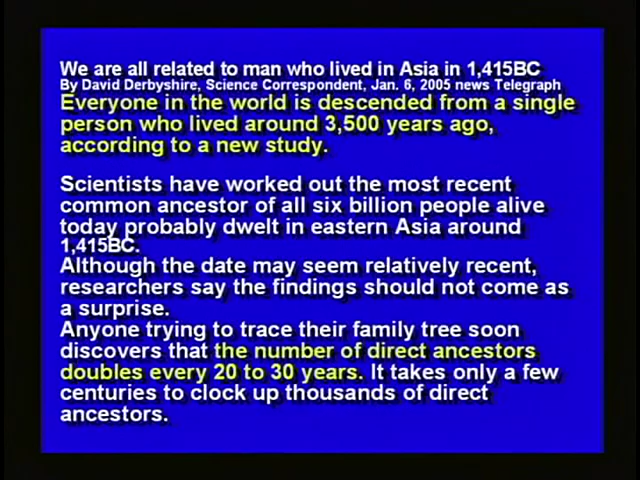 We are all related to man who lived in Asia in 1,415BC
By David Derbyshire, Science Correspondent, Jan. 6, 2005 news Telegraph
Everyone in the world is descended from a single
person who lived around 3,500 years ago,
according to a new study.
Scientists have worked out the most recent
common ancestor of all six billion people alive
today probably dwelt in eastern Asia around
1,415BC.
Although the date may seem relatively recent,
researchers say the findings should not come as
a surprise.
Anyone trying to trace their family tree soon
discovers that the number of direct ancestors
doubles every 20 to 30 years. It takes only a few
centuries to clock up thousands of direct
ancestors.